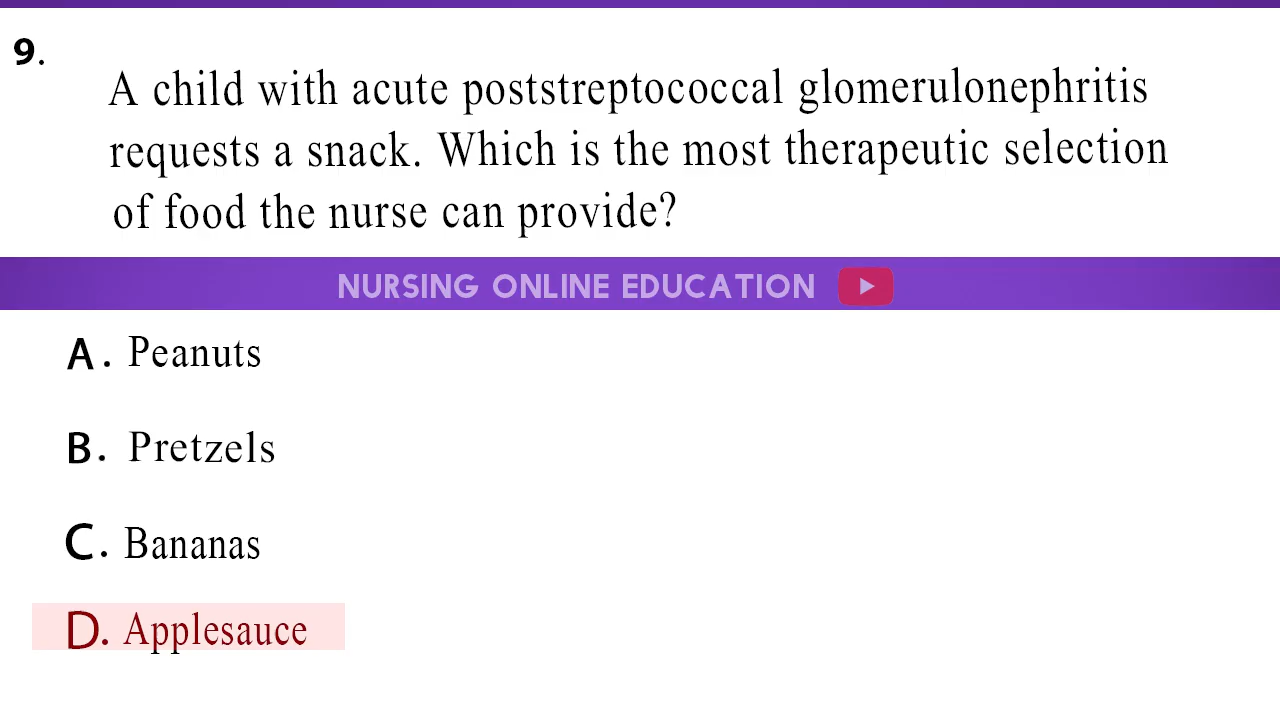 9.
A child with acute poststreptococcal glomerulonephritis
requests a snack. Which is the most therapeutic selection
of food the nurse can provide?
NURSING ONLINE EDUCATION
A. Peanuts
B. Pretzels
C. Bananas
D. Applesauce